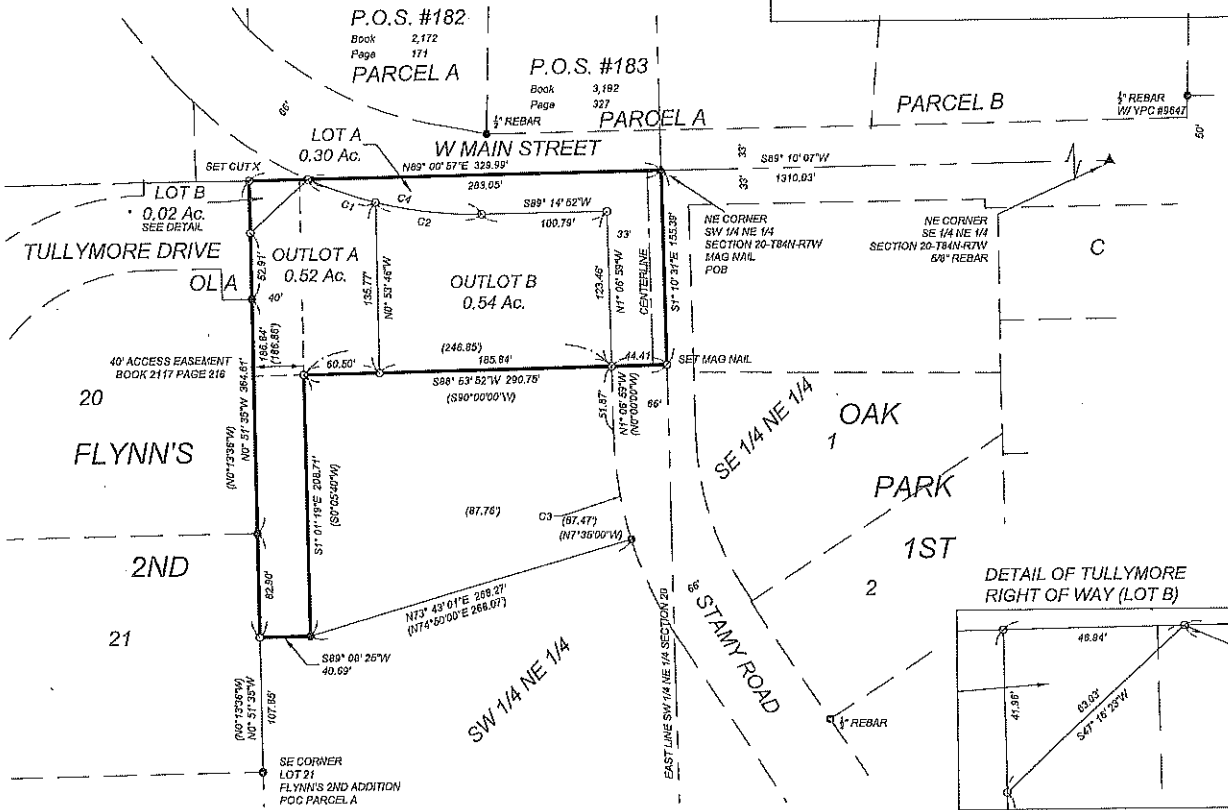 P.O.S. #182
Book 2,172
Page 171
PARCEL A
P.O.S. #183
Book 3,192
Page 327
PARCEL A
PARCEL B
½" REBAR
½" REBAR
W/ YPC #9647
50'
66'
LOT A
0.30 Ac.
W MAIN STREET
SET CUT X
N89° 00' 57"E 329.99'
283.05'
33'
33'
S89° 10' 07"W
1310.03'
LOT B
0.02 Ac.
SEE DETAIL
C1
C4
C2
S89° 14' 52"W
100.79'
33'
NE CORNER
SW 1/4 NE 1/4
SECTION 20-T84N-R7W
MAG NAIL
POB
NE CORNER
SE 1/4 NE 1/4
SECTION 20-T84N-R7W
5/8" REBAR
C
TULLYMORE DRIVE
OL A
OUTLOT A
0.52 Ac.
52.91'
40'
135.77'
N0° 53' 46"W
OUTLOT B
0.54 Ac.
123.46'
N1° 06' 59"W
CENTERLINE
S1° 10' 31"E 155.39'
186.84'
(186.86')
40' ACCESS EASEMENT
BOOK 2117 PAGE 216
60.50'
(246.85')
185.84'
44.41'
SET MAG NAIL
S88° 53' 52"W 290.75'
(S90°00'00"W)
20
FLYNN'S
(N0°13'36"W)
N0° 51' 35"W 364.61'
S1° 01' 19"E 208.71'
(S0°05'40"W)
51.87'
N1° 06' 59"W
(N0°00'00"W)
66'
SE 1/4 NE 1/4
OAK
1
PARK
1ST
2
(87.76')
C3
(87.47')
(N7°35'00"W)
2ND
82.90'
21
N73° 43' 01"E 268.27'
(N74°50'00"E 268.07')
S89° 08' 25"W
40.69'
(N0°13'36"W)
N0° 51' 35"W
107.85'
SW 1/4 NE 1/4
EAST LINE SW 1/4 NE 1/4 SECTION 20
66'
STAMY ROAD
½" REBAR
SE CORNER
LOT 21
FLYNN'S 2ND ADDITION
POC PARCEL A
DETAIL OF TULLYMORE
RIGHT OF WAY (LOT B)
46.94'
41.96'
63.03'
S47° 16' 23"W